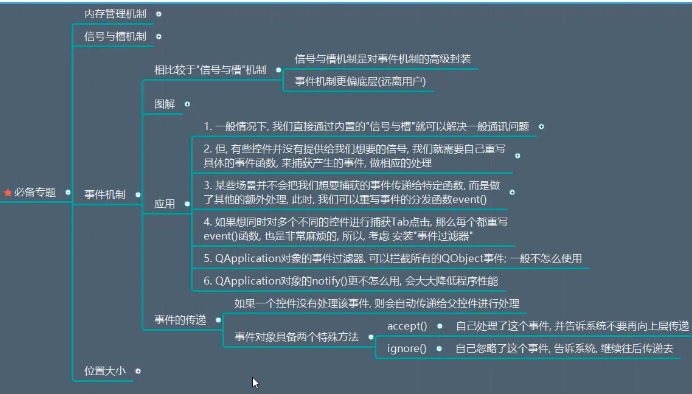 内存管理机制
信号与槽机制
信号与槽机制是对事件机制的高级封装
相比较于"信号与槽"机制
事件机制更偏底层(远离用户)
图解
1. 一般情况下, 我们直接通过内置的"信号与槽"就可以解决一般通讯问题
2. 但, 有些控件并没有提供给我们想要的信号, 我们就需要自己重写
具体的事件函数, 来捕获产生的事件, 做相应的处理
3. 某些场景并不会把我们想要捕获的事件传递给特定函数, 而是做
了其他的额外处理, 此时, 我们可以重写事件的分发函数event()
必备专题
事件机制
应用
4. 如果想同时对多个不同的控件进行捕获Tab点击, 那么每个都重写
event()函数, 也是非常麻烦的, 所以, 考虑 安装"事件过滤器"
5. QApplication对象的事件过滤器, 可以拦截所有的QObject事件; 一般不怎么使用
6. QApplication对象的notify()更不怎么用, 会大大降低程序性能
如果一个控件没有处理该事件, 则会自动传递给父控件进行处理
事件的传递
accept()
自己处理了这个事件, 并告诉系统不要再向上层传递
事件对象具备两个特殊方法
ignore()
自己忽略了这个事件, 告诉系统, 继续往后传递去
位置大小